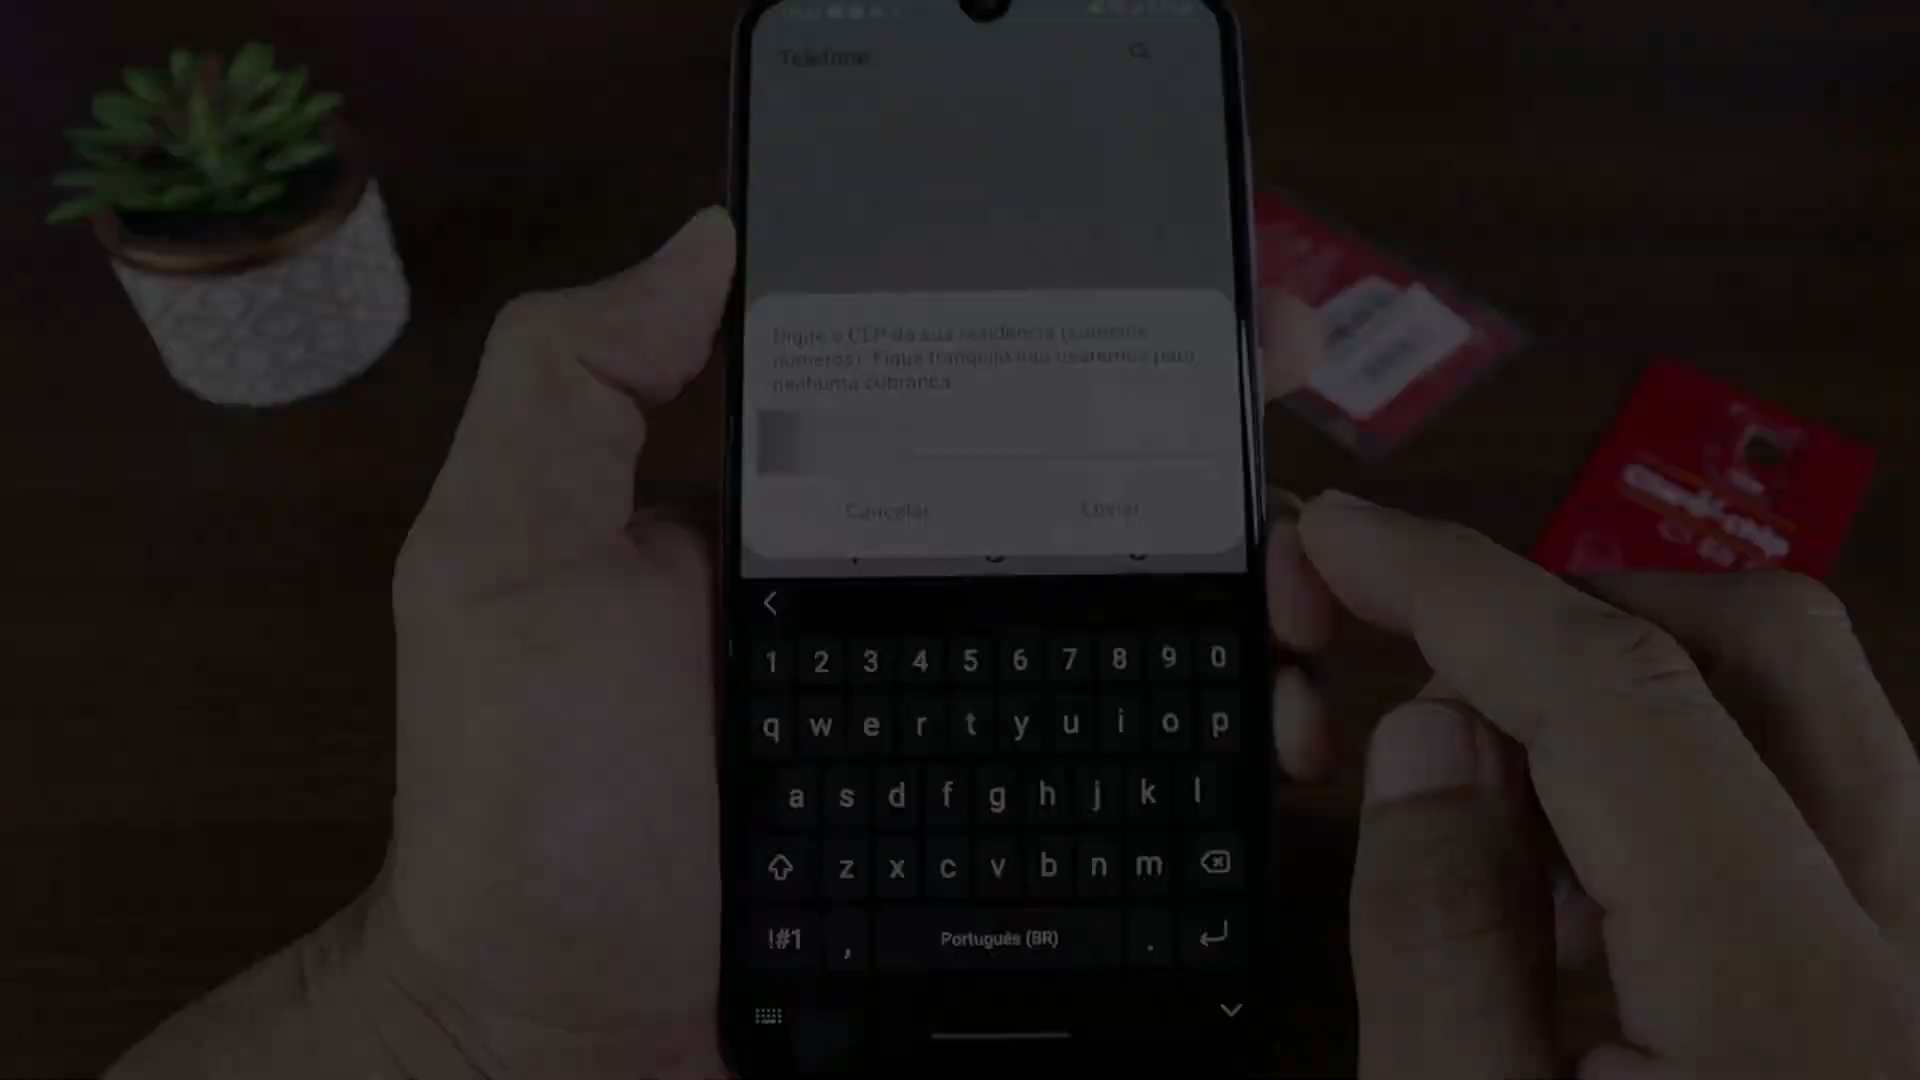 Telefone
Digite o CEP da sua residência (somente
números). Fique tranquilo não usaremos para
nenhuma cobrança
Cancelar
Enviar
1 2 3 4 5 6 7 8 9 0
q w e r t y u i o p
a s d f g h j k l
z x c v b n m
!#1 , Português (BR) .